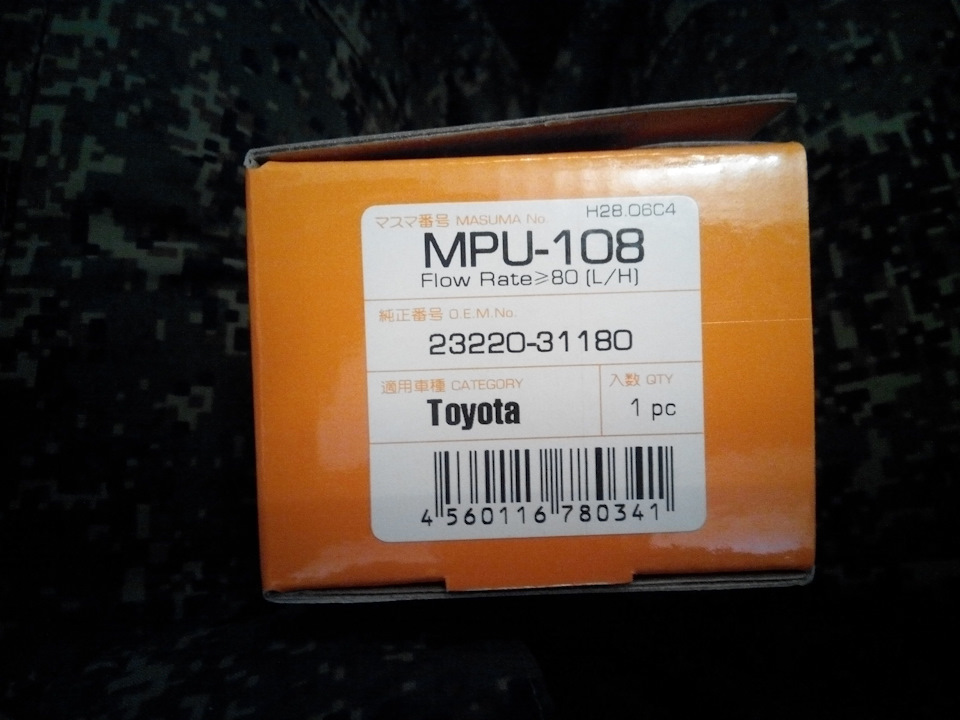 マスマ番号 MASUMA No. H28.06C4
MPU-108
Flow Rate≥80 (L/H)
純正番号 O.E.M.No.
23220-31180
適用車種 CATEGORY 入数 QTY
Toyota 1 pc
4 560116 780341